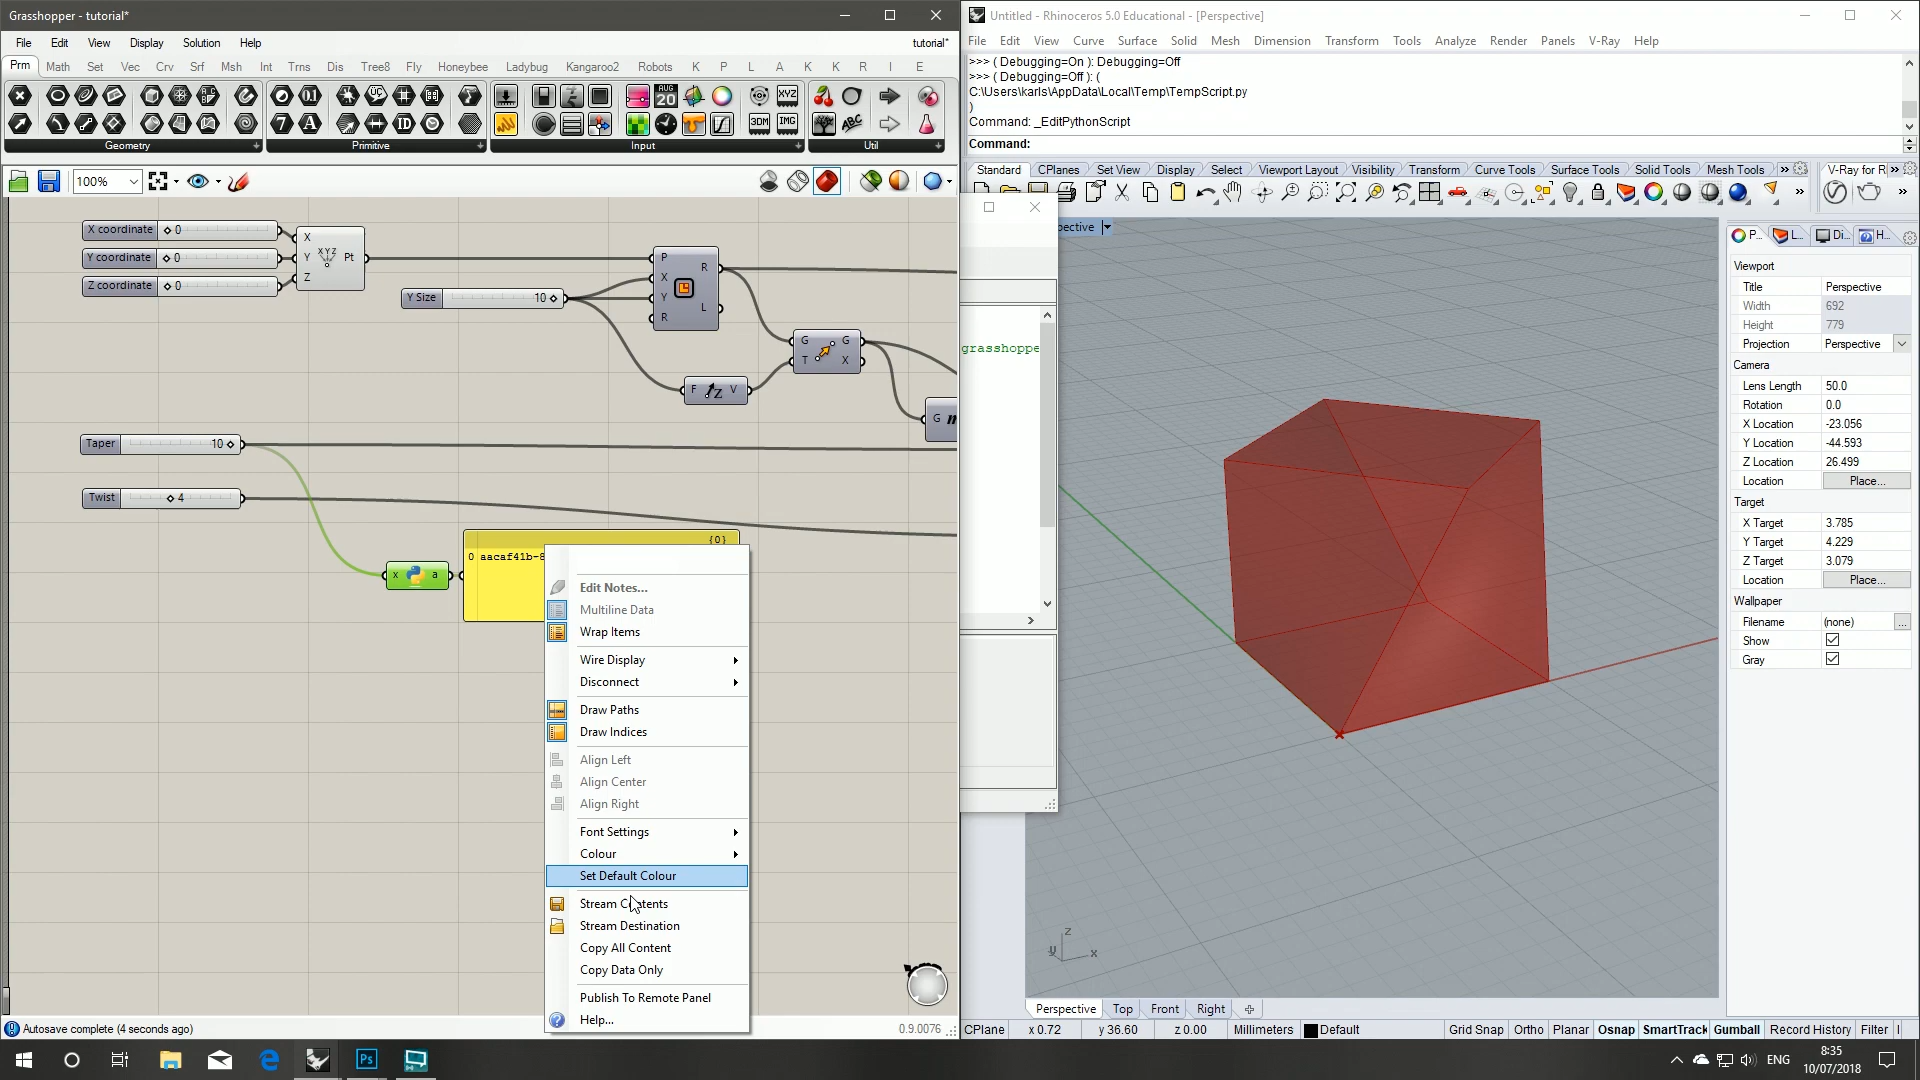 Grasshopper - tutorial*
File Edit View Display Solution Help
tutorial*
Prm Math Set Vec Crv Srf Msh Int Trns Dis Tree8 Fly Honeybee Ladybug Kangaroo2 Robots K P L A K K R I E
Geometry
Primitive
Input
Util
100%
X coordinate 0
Y coordinate 0
Z coordinate 0
X
Y
Z
XYZ
Pt
Y Size 10
P
X
Y
R
R
L
G
T
G
X
F Z V
G
Taper 10
Twist 4
x a
{0}
0 aacaf41b-8
Edit Notes...
Multiline Data
Wrap Items
Wire Display
Disconnect
Draw Paths
Draw Indices
Align Left
Align Center
Align Right
Font Settings
Colour
Set Default Colour
Stream Contents
Stream Destination
Copy All Content
Copy Data Only
Publish To Remote Panel
Help...
Autosave complete (4 seconds ago)
0.9.0076
Untitled - Rhinoceros 5.0 Educational - [Perspective]
File Edit View Curve Surface Solid Mesh Dimension Transform Tools Analyze Render Panels V-Ray Help
>>> ( Debugging=On ): Debugging=Off
>>> ( Debugging=Off ): (
C:\Users\karls\AppData\Local\Temp\TempScript.py
)
Command: _EditPythonScript
Command:
Standard CPlanes Set View Display Select Viewport Layout Visibility Transform Curve Tools Surface Tools Solid Tools Mesh Tools »
V-Ray for R »
pective
grasshoppe
P... L... Di... H...
Viewport
Title Perspective
Width 692
Height 779
Projection Perspective
Camera
Lens Length 50.0
Rotation 0.0
X Location -23.056
Y Location -44.593
Z Location 26.499
Location Place...
Target
X Target 3.785
Y Target 4.229
Z Target 3.079
Location Place...
Wallpaper
Filename (none) ...
Show
Gray
z
y
x
Perspective Top Front Right
CPlane x 0.72 y 36.60 z 0.00 Millimeters Default Grid Snap Ortho Planar Osnap SmartTrack Gumball Record History Filter
Ps
ENG
8:35
10/07/2018